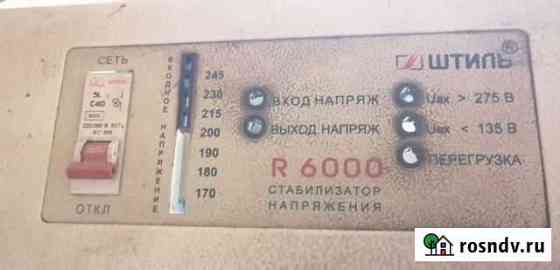 СЕТЬ
C40
ОТКЛ
ВХОДНОЕ НАПРЯЖЕНИЕ
245
230
215
200
190
180
170
ВХОД НАПРЯЖ
ВЫХОД НАПРЯЖ
R 6000
СТАБИЛИЗАТОР
НАПРЯЖЕНИЯ
ШТИЛЬ®
Uвх > 275 В
Uвх < 135 В
ПЕРЕГРУЗКА
rosndv.ru